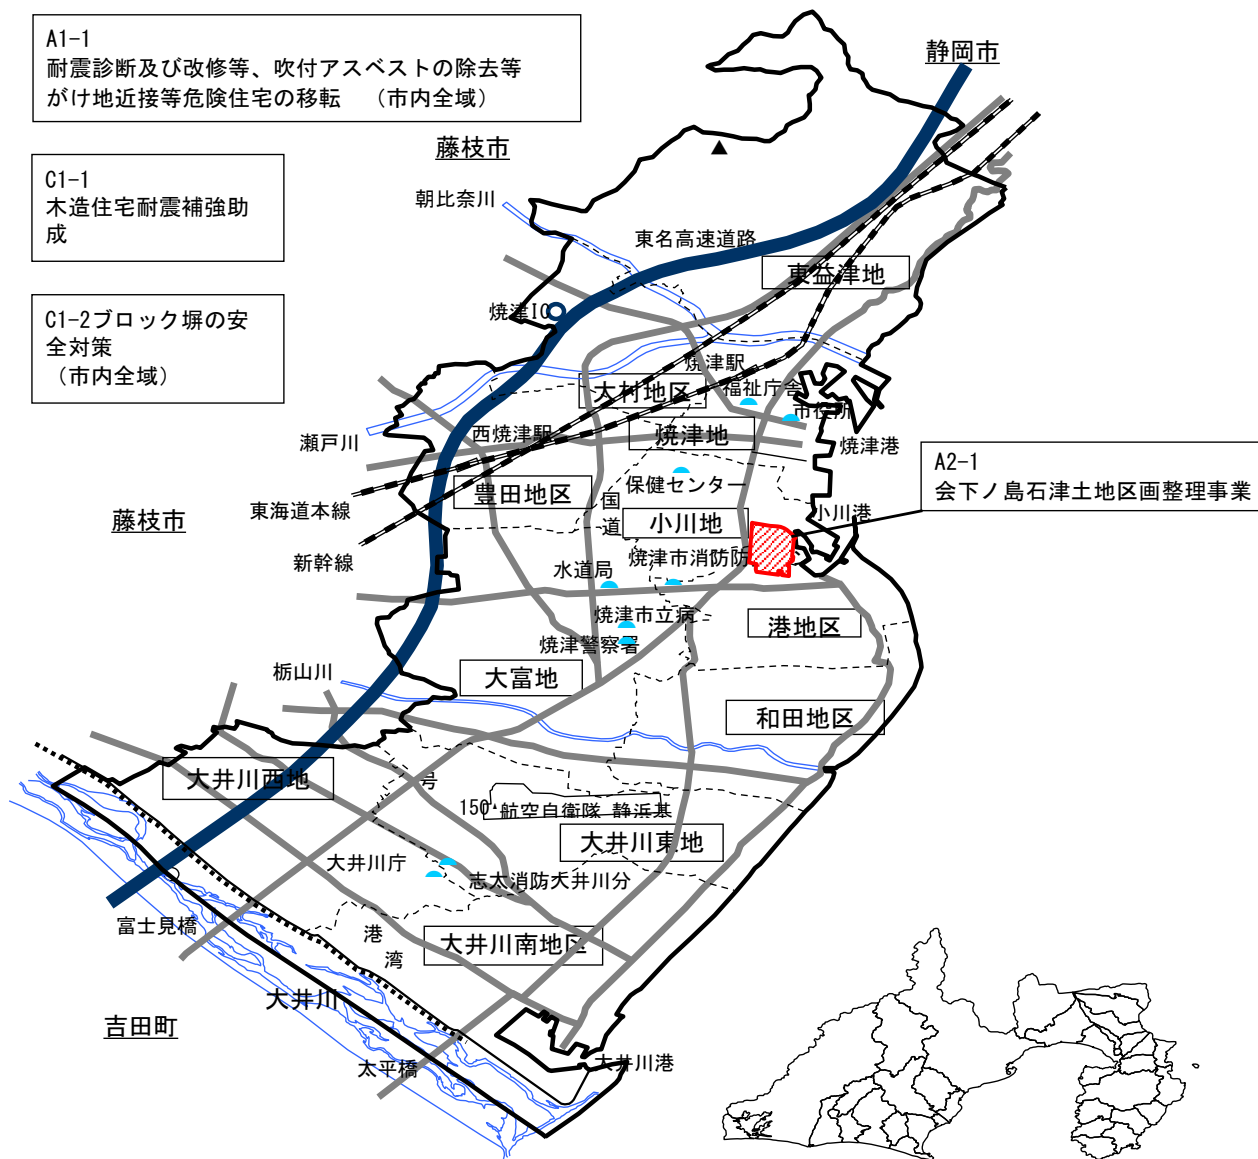 A1-1
耐震診断及び改修等、吹付アスベストの除去等
がけ地近接等危険住宅の移転　（市内全域）
静岡市
藤枝市
C1-1
木造住宅耐震補強助
成
朝比奈川
東名高速道路
東益津地
C1-2ブロック塀の安
全対策
（市内全域）
焼津IC
焼津駅
大村地区
福祉庁舎
市役所
瀬戸川
西焼津駅
焼津地
焼津港
A2-1
会下ノ島石津土地区画整理事業
保健センター
豊田地区
国
道
藤枝市
東海道本線
小川地
小川港
新幹線
水道局
焼津市消防防
焼津市立病
港地区
焼津警察署
栃山川
大富地
和田地区
大井川西地
号
150
航空自衛隊 静浜基
大井川東地
大井川庁
志太消防大井川分
富士見橋
港
湾
大井川南地区
大井川
吉田町
太平橋
大井川港